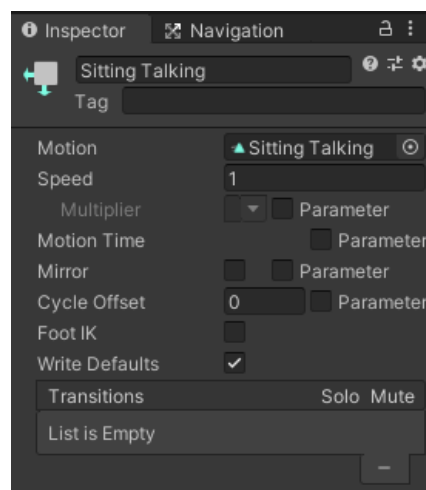 Inspector Navigation
Sitting Talking
Tag
Motion Sitting Talking
Speed 1
Multiplier Parameter
Motion Time Parameter
Mirror Parameter
Cycle Offset 0 Parameter
Foot IK
Write Defaults
Transitions Solo Mute
List is Empty